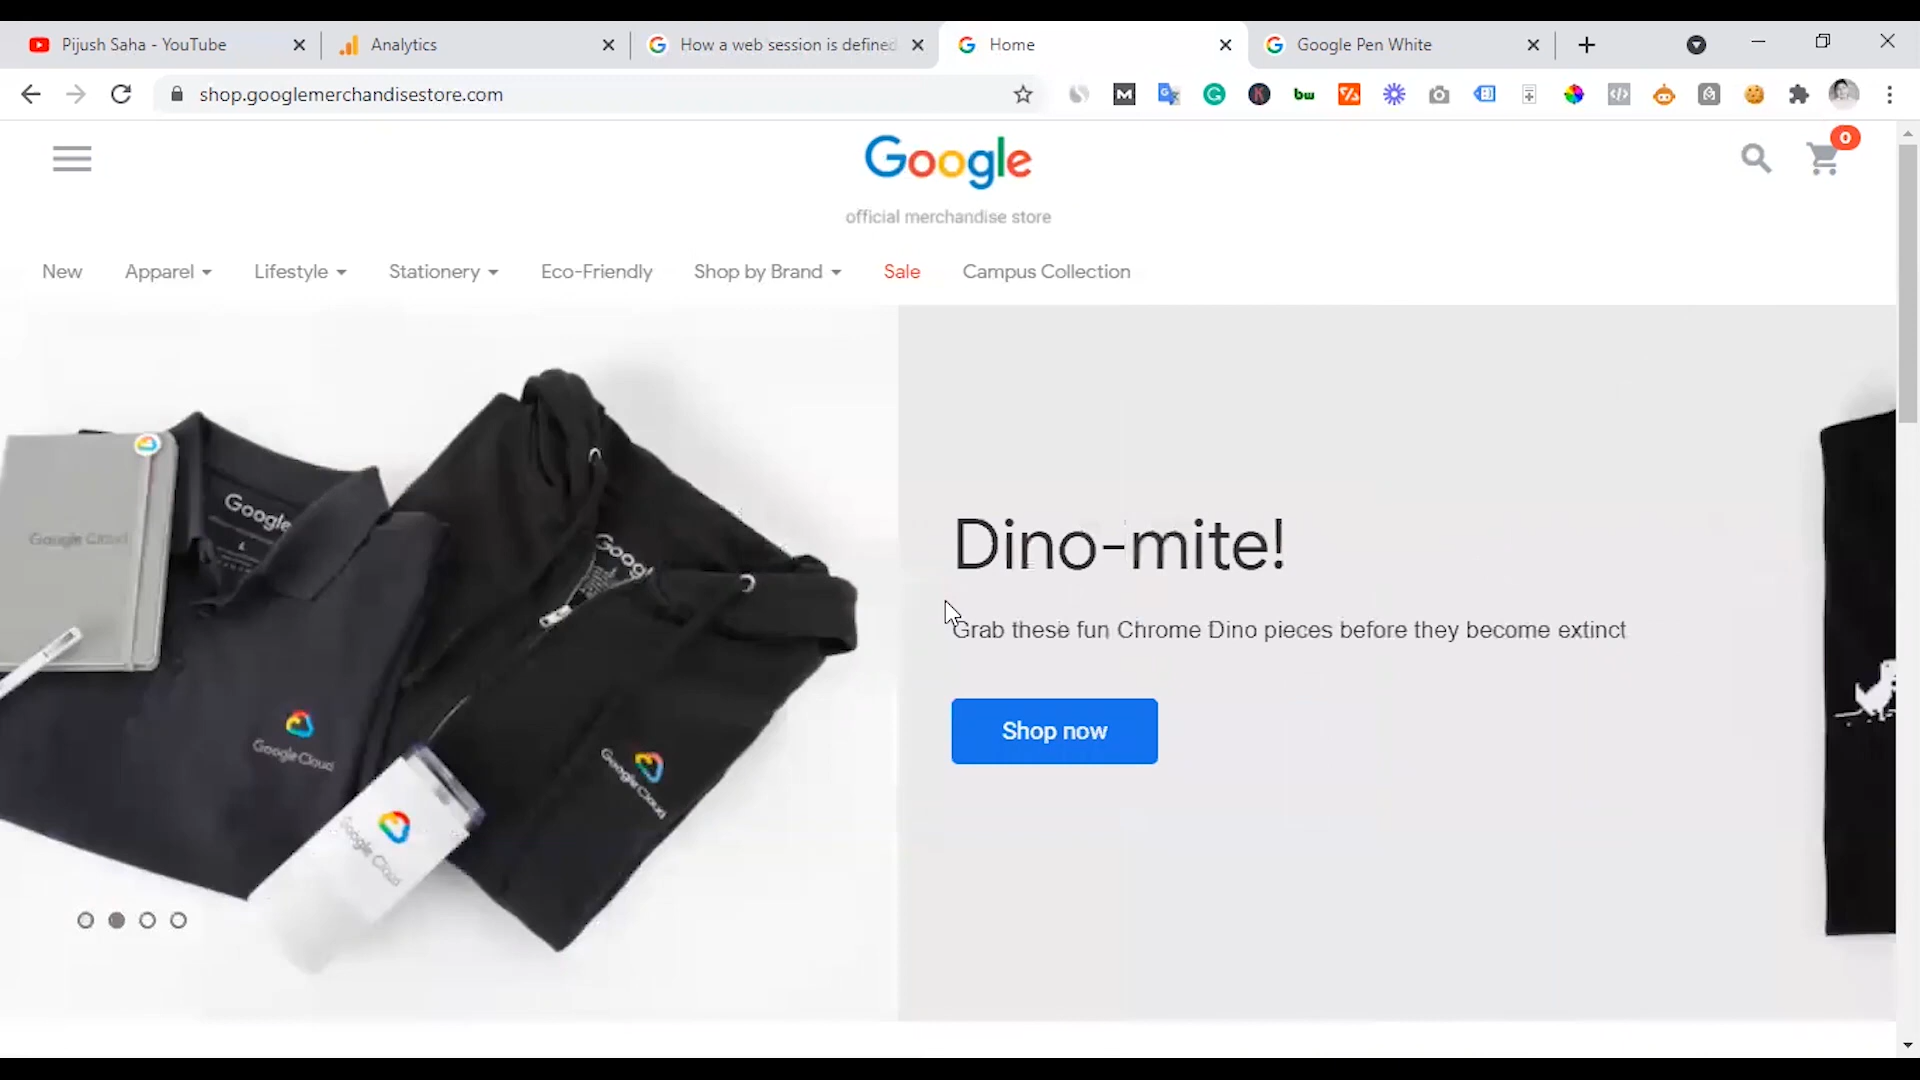 Pijush Saha - YouTube
Analytics
How a web session is defined
Home
Google Pen White
shop.googlemerchandisestore.com
Google
0
official merchandise store
New
Apparel
Lifestyle
Stationery
Eco-Friendly
Shop by Brand
Sale
Campus Collection
Google
L
Google Cloud
Goog
Dino-mite!
Grab these fun Chrome Dino pieces before they become extinct
Shop now
Google Cloud
Google Cloud
Google Cloud